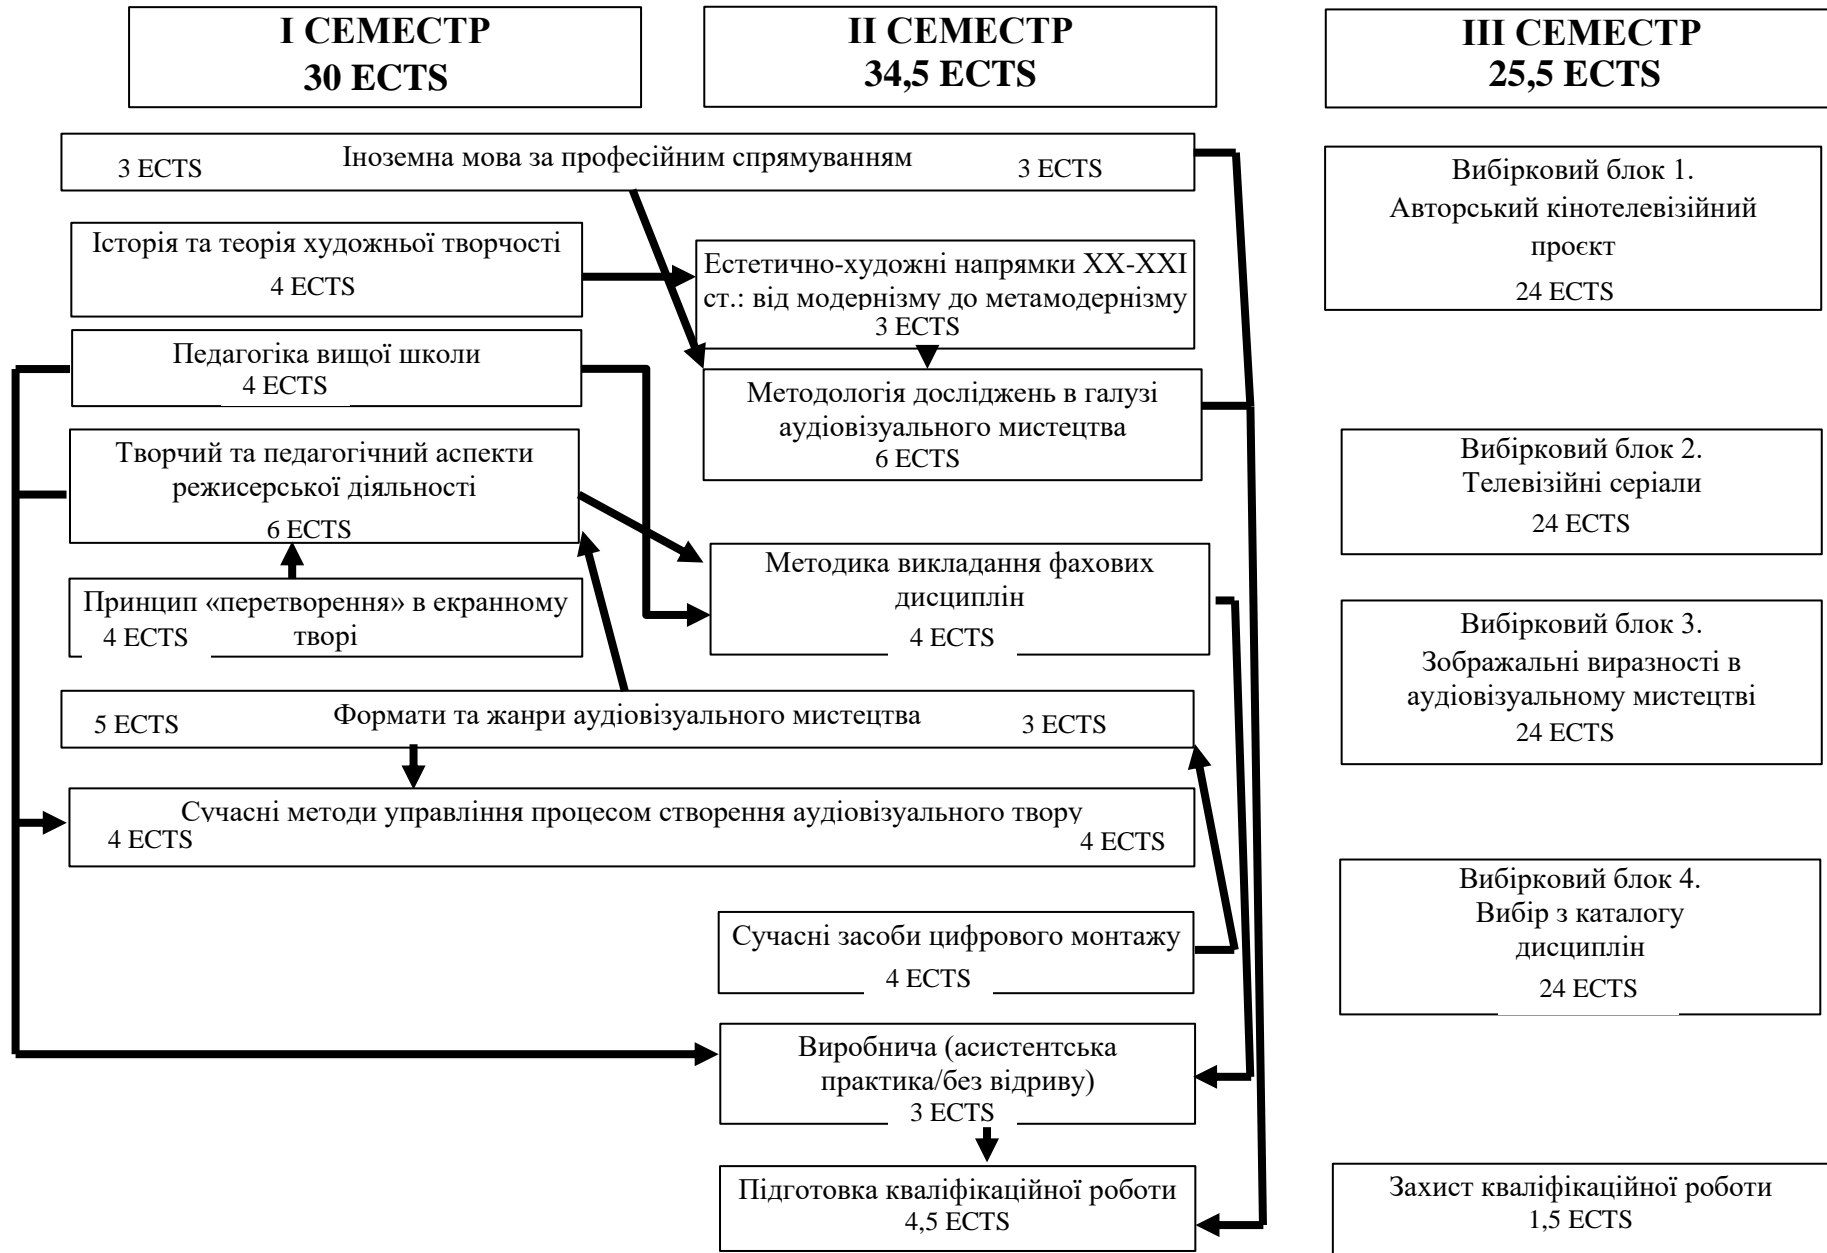 І СЕМЕСТР
30 ECTS
ІІ СЕМЕСТР
34,5 ECTS
ІІІ СЕМЕСТР
25,5 ECTS
Іноземна мова за професійним спрямуванням
3 ECTS
3 ECTS
Історія та теорія художньої творчості
4 ECTS
Естетично-художні напрямки ХХ-ХХІ
ст.: від модернізму до метамодернізму
3 ECTS
Педагогіка вищої школи
4 ECTS
Методологія досліджень в галузі
аудіовізуального мистецтва
6 ECTS
Творчий та педагогічний аспекти
режисерської діяльності
6 ECTS
Методика викладання фахових
дисциплін
4 ECTS
Принцип «перетворення» в екранному
творі
4 ECTS
Формати та жанри аудіовізуального мистецтва
5 ECTS
3 ECTS
Сучасні методи управління процесом створення аудіовізуального твору
4 ECTS
4 ECTS
Сучасні засоби цифрового монтажу
4 ECTS
Виробнича (асистентська
практика/без відриву)
3 ECTS
Підготовка кваліфікаційної роботи
4,5 ECTS
Вибірковий блок 1.
Авторський кінотелевізійний
проєкт
24 ECTS
Вибірковий блок 2.
Телевізійні серіали
24 ECTS
Вибірковий блок 3.
Зображальні виразності в
аудіовізуальному мистецтві
24 ECTS
Вибірковий блок 4.
Вибір з каталогу
дисциплін
24 ECTS
Захист кваліфікаційної роботи
1,5 ECTS